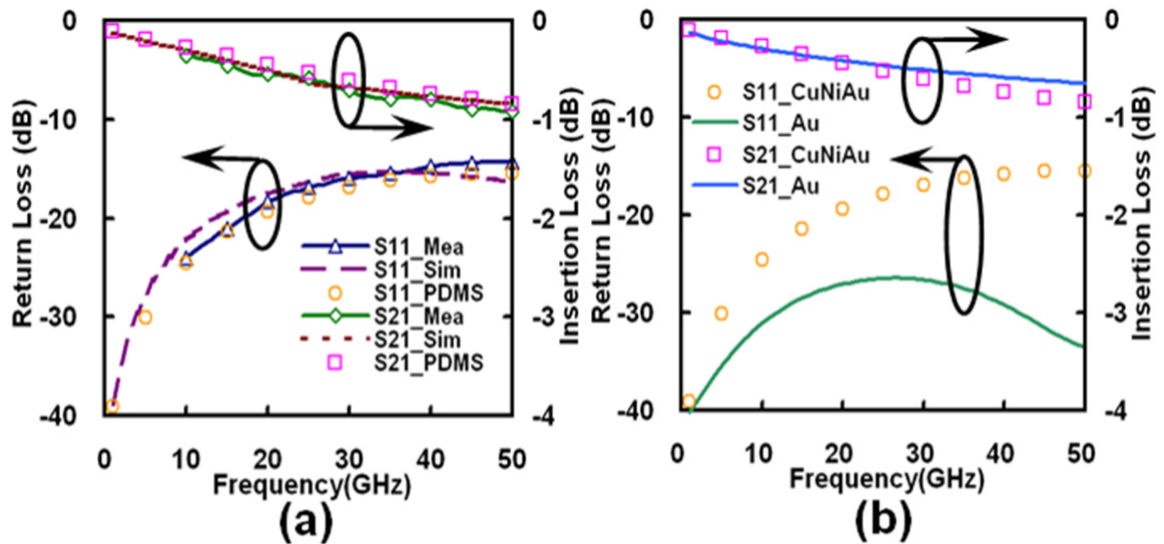 0
-10
-20
-30
-40
Return Loss (dB)
0
-1
-2
-3
-4
Insertion Loss (dB)
S11_Mea
S11_Sim
S11_PDMS
S21_Mea
S21_Sim
S21_PDMS
0 10 20 30 40 50
Frequency(GHz)
(a)
0
-10
-20
-30
-40
Return Loss (dB)
0
-1
-2
-3
-4
Insertion Loss (dB)
S11_CuNiAu
S11_Au
S21_CuNiAu
S21_Au
0 10 20 30 40 50
Frequency(GHz)
(b)